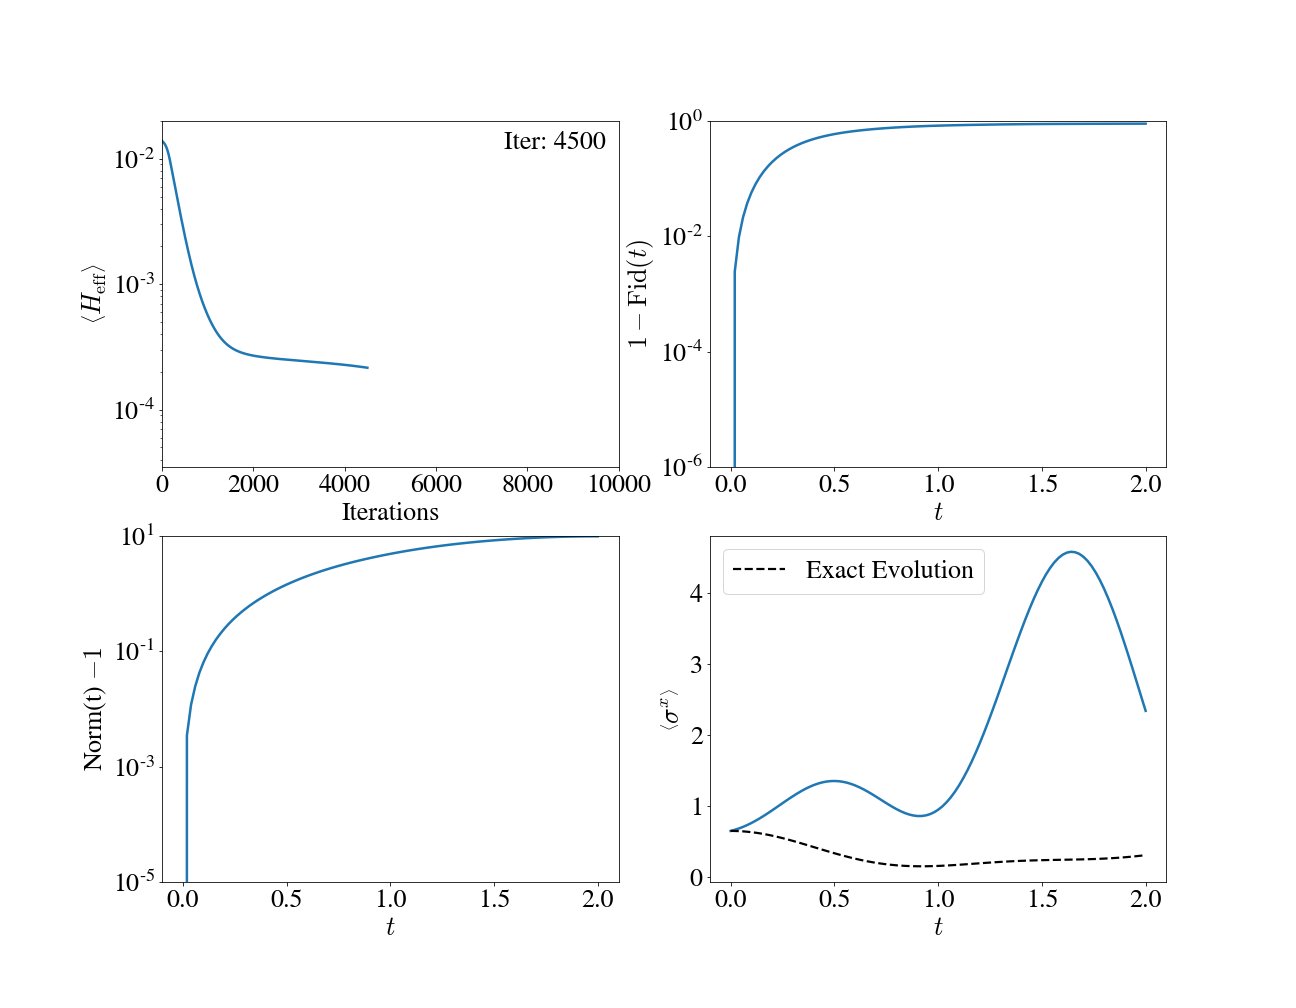 Iter: 4500
10^-2
10^-3
10^-4
⟨H_eff⟩
0 2000 4000 6000 8000 10000
Iterations
10^0
10^-2
10^-4
10^-6
1 − Fid(t)
0.0 0.5 1.0 1.5 2.0
t
10^1
10^-1
10^-3
10^-5
Norm(t) −1
0.0 0.5 1.0 1.5 2.0
t
Exact Evolution
4
3
2
1
0
⟨σ^x⟩
0.0 0.5 1.0 1.5 2.0
t